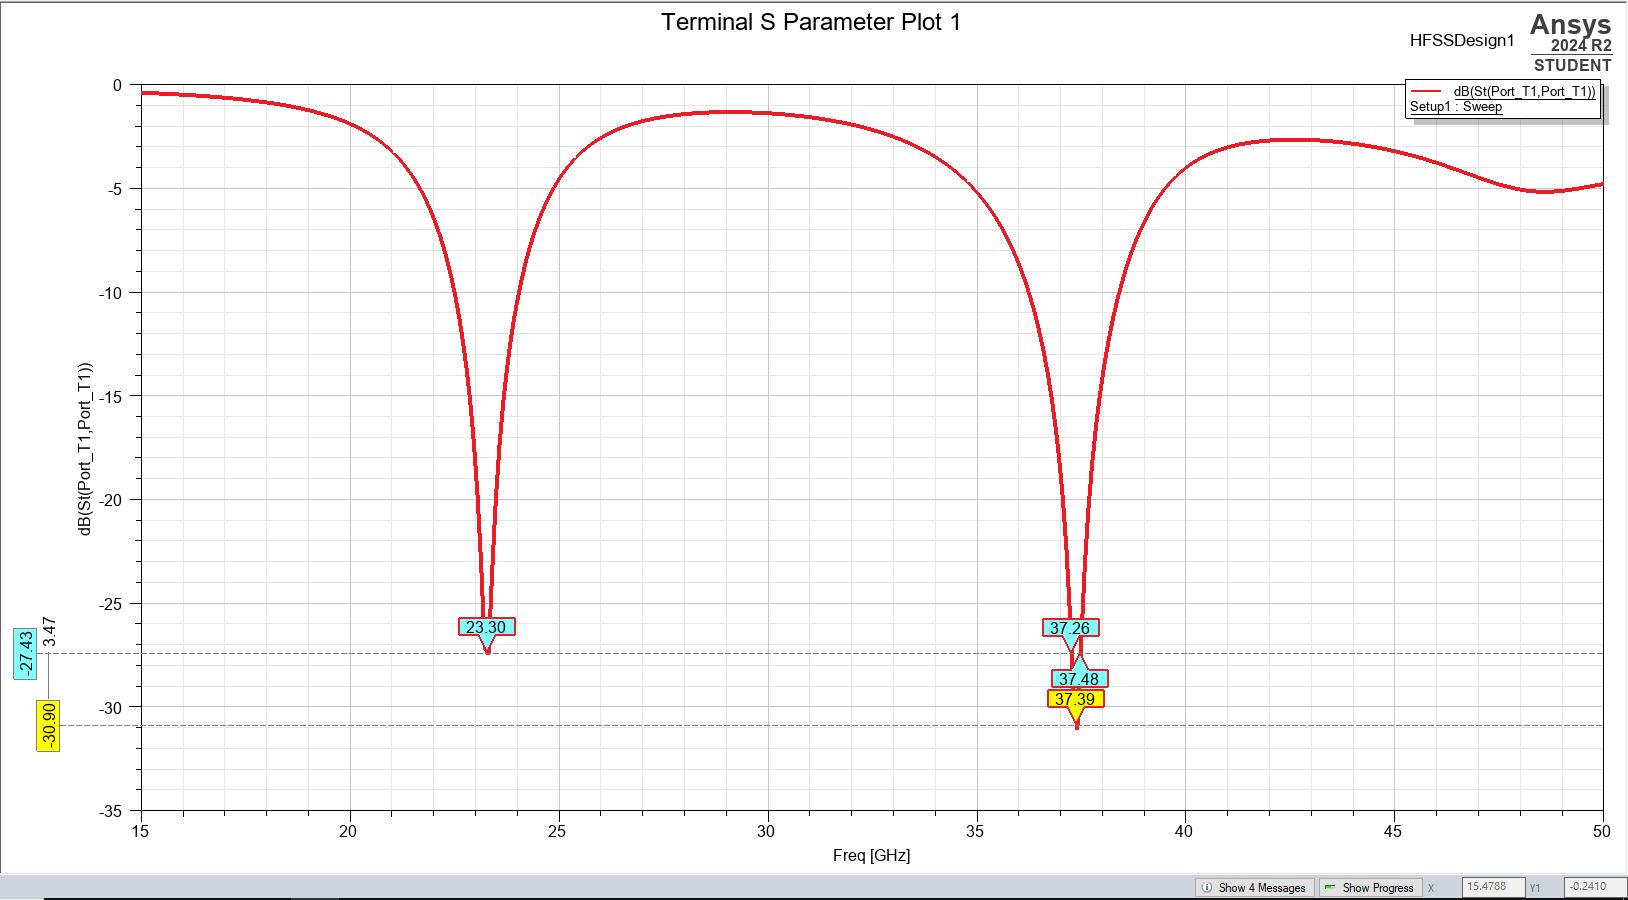 Terminal S Parameter Plot 1
HFSSDesign1
Ansys
2024 R2
STUDENT
dB(St(Port_T1,Port_T1))
Setup1 : Sweep
0
-5
-10
-15
-20
-25
-30
-35
dB(St(Port_T1,Port_T1))
-27.43
3.47
-30.90
23.30
37.26
37.48
37.39
15
20
25
30
35
40
45
50
Freq [GHz]
Show 4 Messages
Show Progress
X
15.4788
Y1
-0.2410